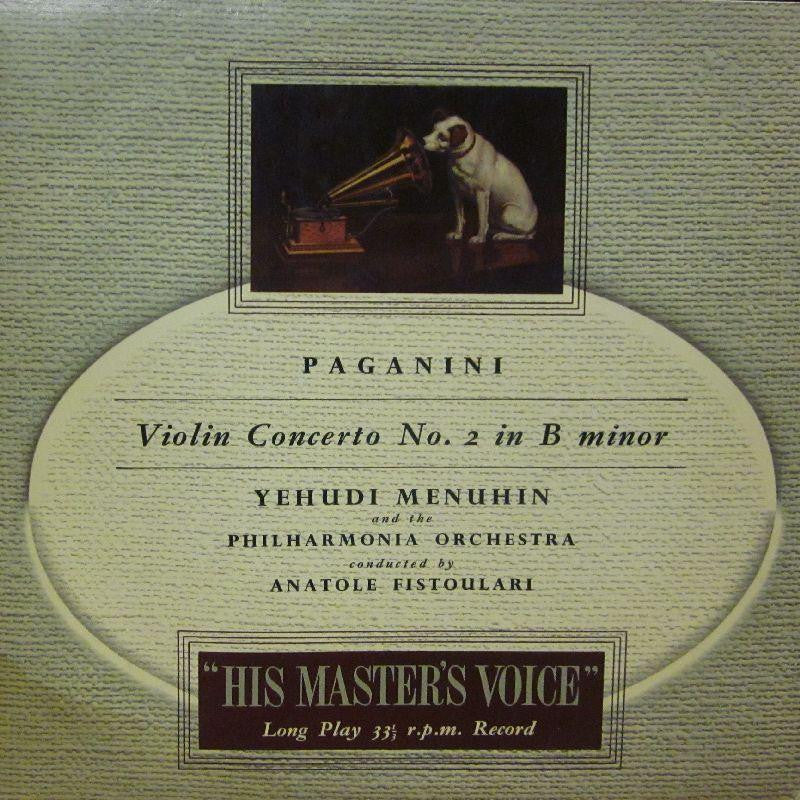 PAGANINI
Violin Concerto No. 2 in B minor
YEHUDI MENUHIN
and the
PHILHARMONIA ORCHESTRA
conducted by
ANATOLE FISTOULARI
“HIS MASTER'S VOICE”
Long Play 33⅓ r.p.m. Record